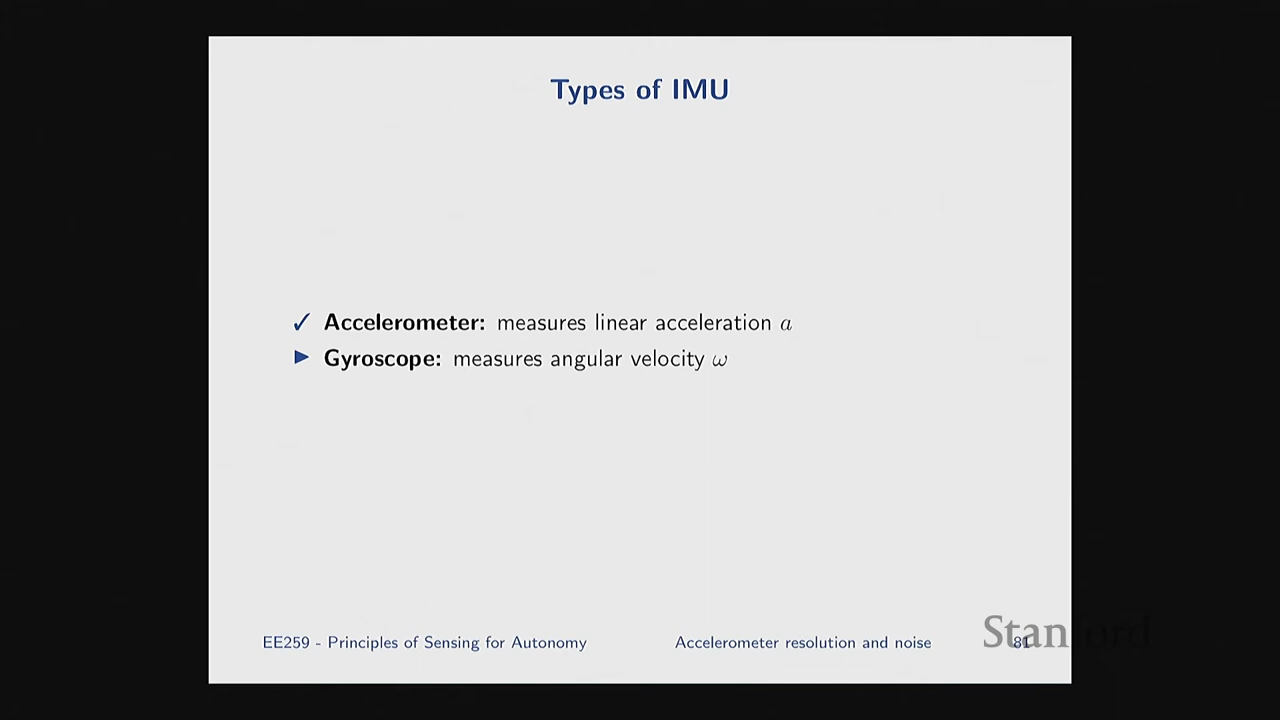 Types of IMU
✓ Accelerometer: measures linear acceleration a
▶ Gyroscope: measures angular velocity ω
EE259 - Principles of Sensing for Autonomy
Accelerometer resolution and noise
81
Stanford